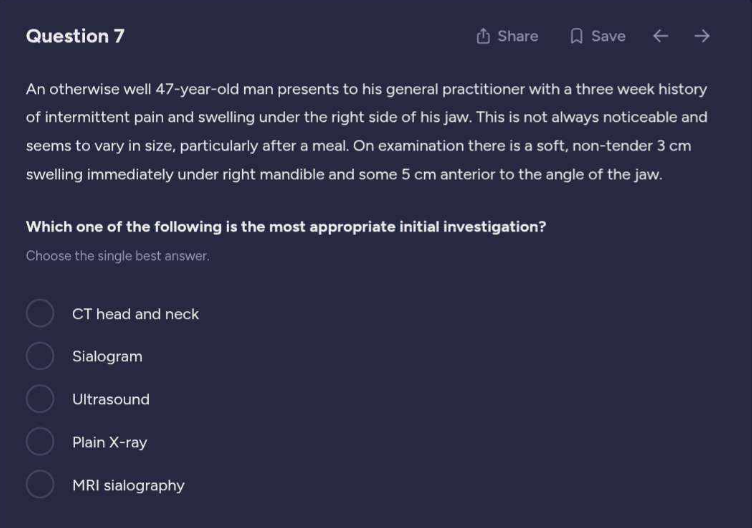 Question 7
Share
Save
An otherwise well 47-year-old man presents to his general practitioner with a three week history
of intermittent pain and swelling under the right side of his jaw. This is not always noticeable and
seems to vary in size, particularly after a meal. On examination there is a soft, non-tender 3 cm
swelling immediately under right mandible and some 5 cm anterior to the angle of the jaw.
Which one of the following is the most appropriate initial investigation?
Choose the single best answer.
CT head and neck
Sialogram
Ultrasound
Plain X-ray
MRI sialography